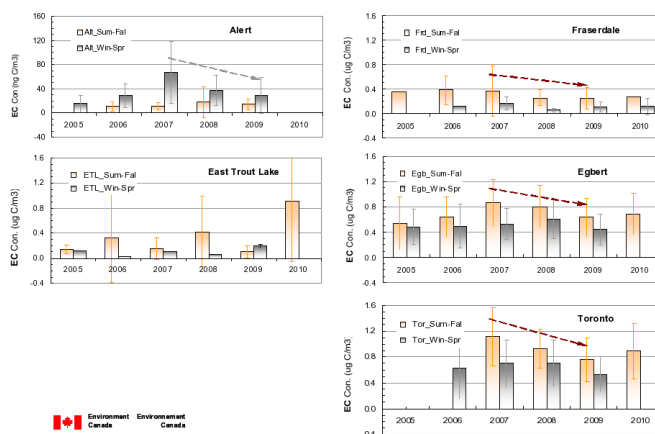 Alert
Alt_Sum-Fal
Alt_Win-Spr
EC Con (ng C/m3)
160
120
80
40
0
-40
2005 2006 2007 2008 2009 2010
Fraserdale
Frd_Sum-Fal
Frd_Win-Spr
EC Con. (ug C/m3)
1.6
1.2
0.8
0.4
0.0
-0.4
2005 2006 2007 2008 2009 2010
East Trout Lake
ETL_Sum-Fal
ETL_Win-Spr
EC Con. (ug C/m3)
1.6
1.2
0.8
0.4
0.0
-0.4
2005 2006 2007 2008 2009 2010
Egbert
Egb_Sum-Fal
Egb_Win-Spr
EC Con. (ug C/m3)
1.6
1.2
0.8
0.4
0.0
-0.4
2005 2006 2007 2008 2009 2010
Toronto
Tor_Sum-Fal
Tor_Win-Spr
EC Con. (ug C/m3)
1.6
1.2
0.8
0.4
0.0
-0.4
2005 2006 2007 2008 2009 2010
Environment Environnement
Canada Canada